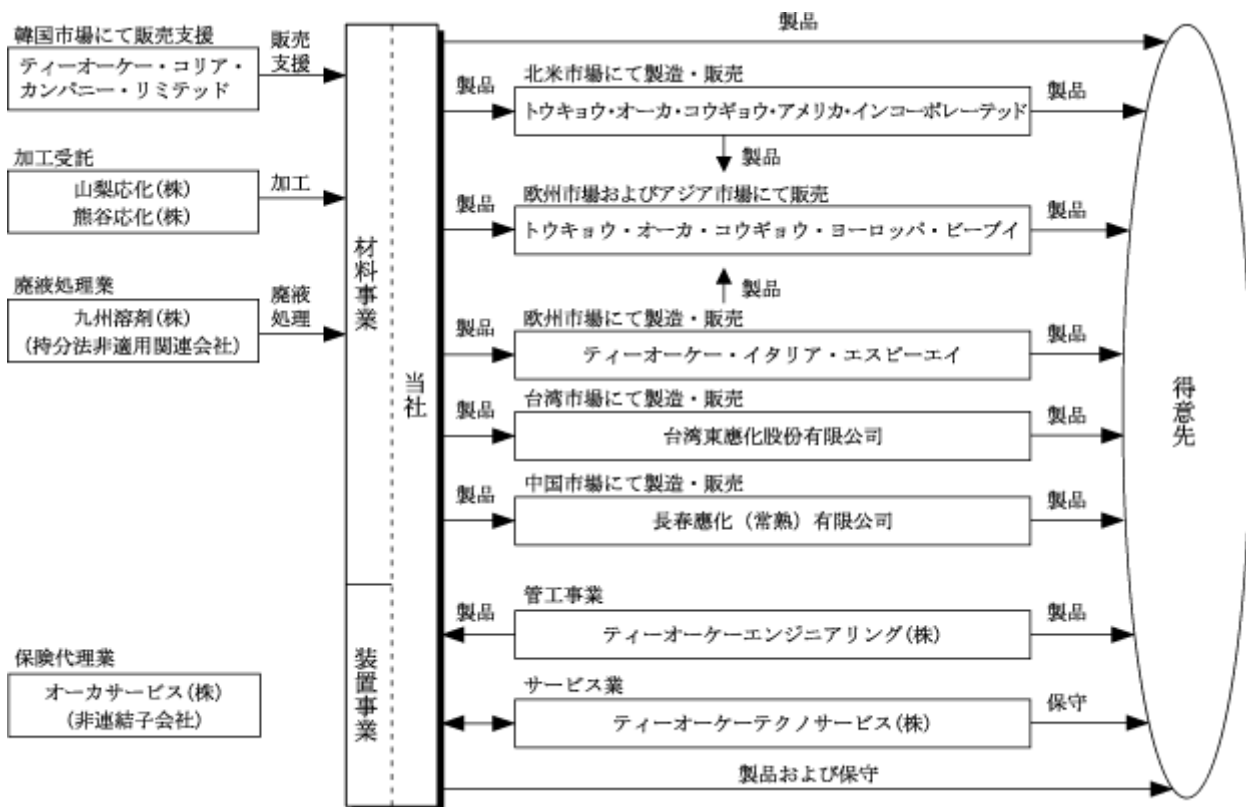 韓国市場にて販売支援
ティーオーケー・コリア・
カンパニー・リミテッド
販売
支援
加工受託
山梨応化(株)
熊谷応化(株)
加工
廃液処理業
九州溶剤(株)
(持分法非適用関連会社)
廃液
処理
保険代理業
オーカサービス(株)
(非連結子会社)
材料事業
装置事業
当社
製品
北米市場にて製造・販売
製品
トウキョウ・オーカ・コウギョウ・アメリカ・インコーポレーテッド
製品
製品
欧州市場およびアジア市場にて販売
製品
トウキョウ・オーカ・コウギョウ・ヨーロッパ・ビーブイ
製品
製品
欧州市場にて製造・販売
製品
ティーオーケー・イタリア・エスピーエイ
製品
台湾市場にて製造・販売
製品
台湾東應化股份有限公司
製品
中国市場にて製造・販売
製品
長春應化（常熟）有限公司
製品
管工事業
製品
ティーオーケーエンジニアリング(株)
製品
サービス業
ティーオーケーテクノサービス(株)
保守
製品および保守
得意先